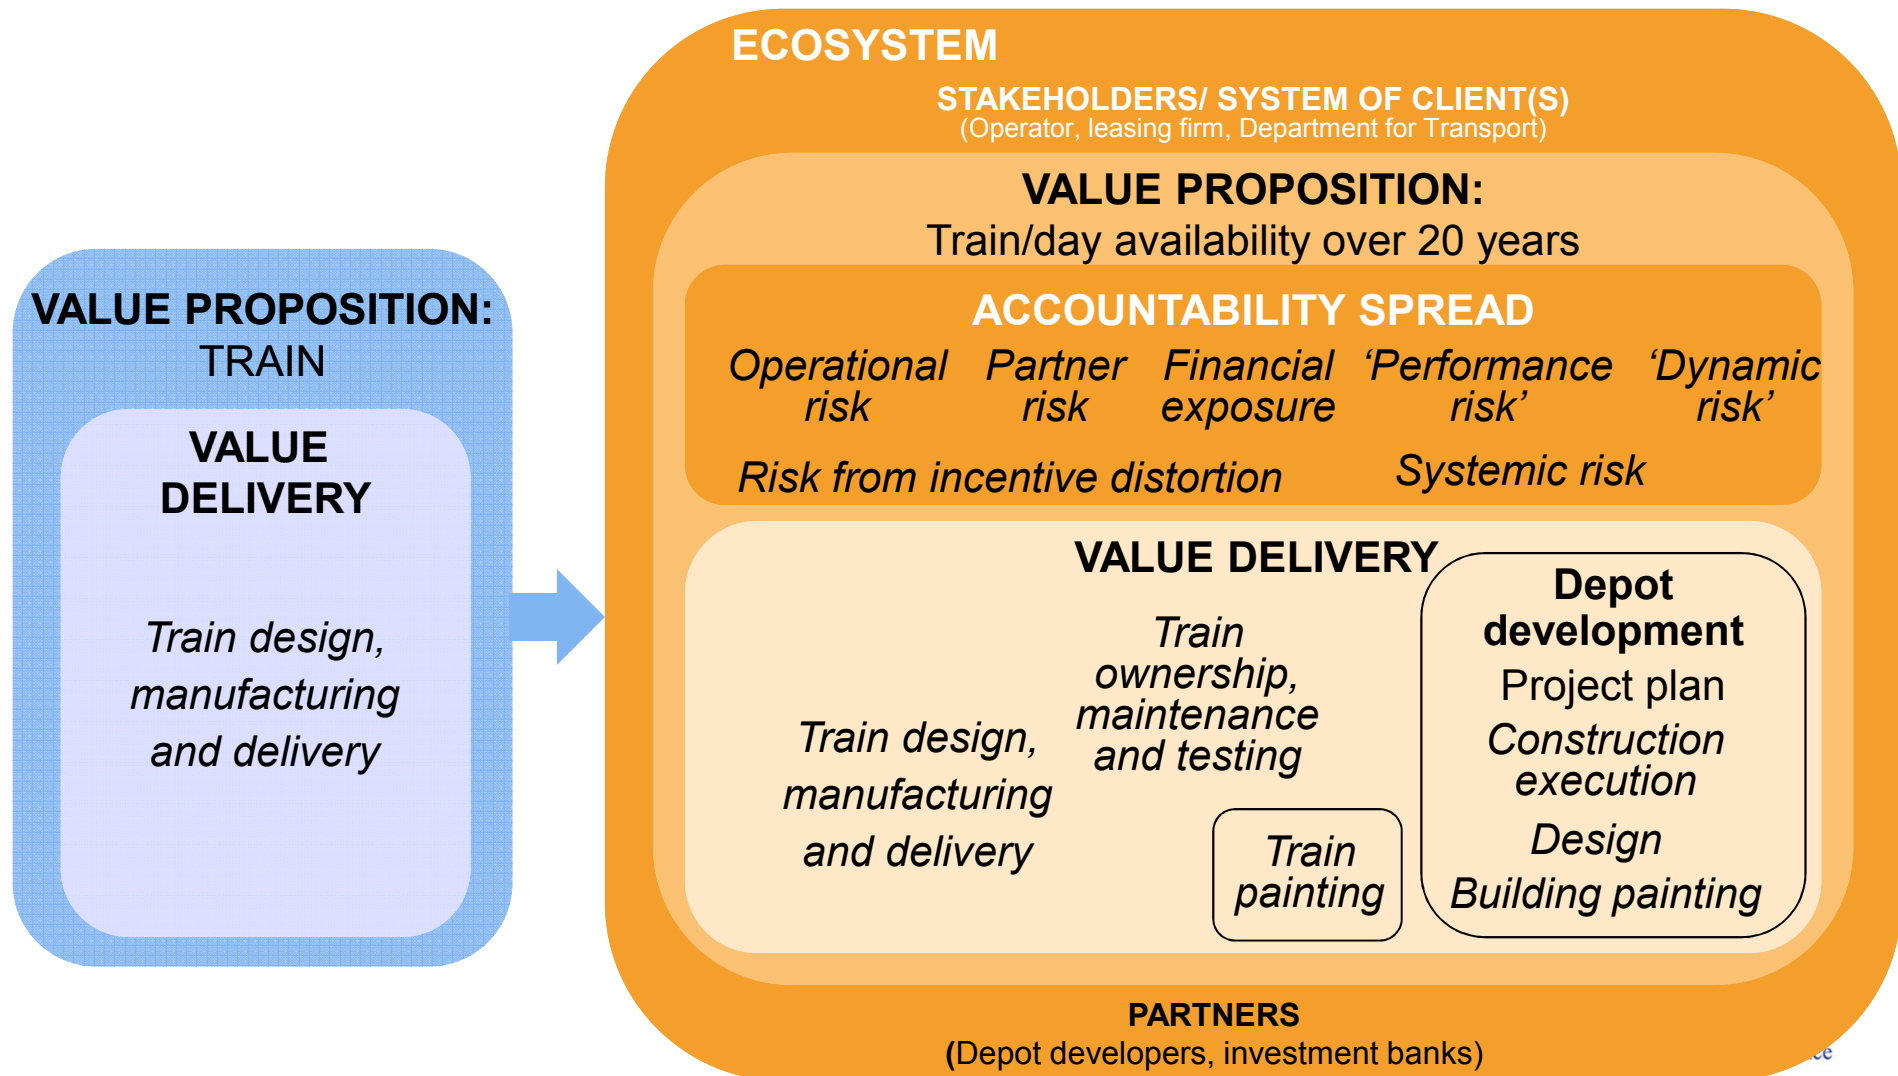 VALUE PROPOSITION:
TRAIN
VALUE
DELIVERY
Train design,
manufacturing
and delivery
ECOSYSTEM
STAKEHOLDERS/ SYSTEM OF CLIENT(S)
(Operator, leasing firm, Department for Transport)
VALUE PROPOSITION:
Train/day availability over 20 years
ACCOUNTABILITY SPREAD
Operational
risk
Partner
risk
Financial
exposure
‘Performance
risk’
‘Dynamic
risk’
Risk from incentive distortion
Systemic risk
VALUE DELIVERY
Train design,
manufacturing
and delivery
Train
ownership,
maintenance
and testing
Train
painting
Depot
development
Project plan
Construction
execution
Design
Building painting
PARTNERS
(Depot developers, investment banks)